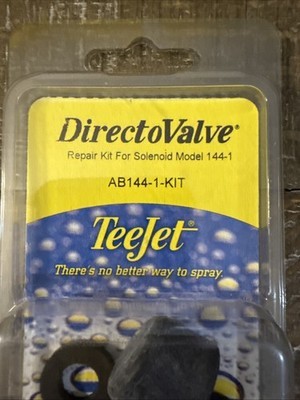 DirectoValve®
Repair Kit For Solenoid Model 144-1
AB144-1-KIT
TeeJet®
There's no better way to spray.